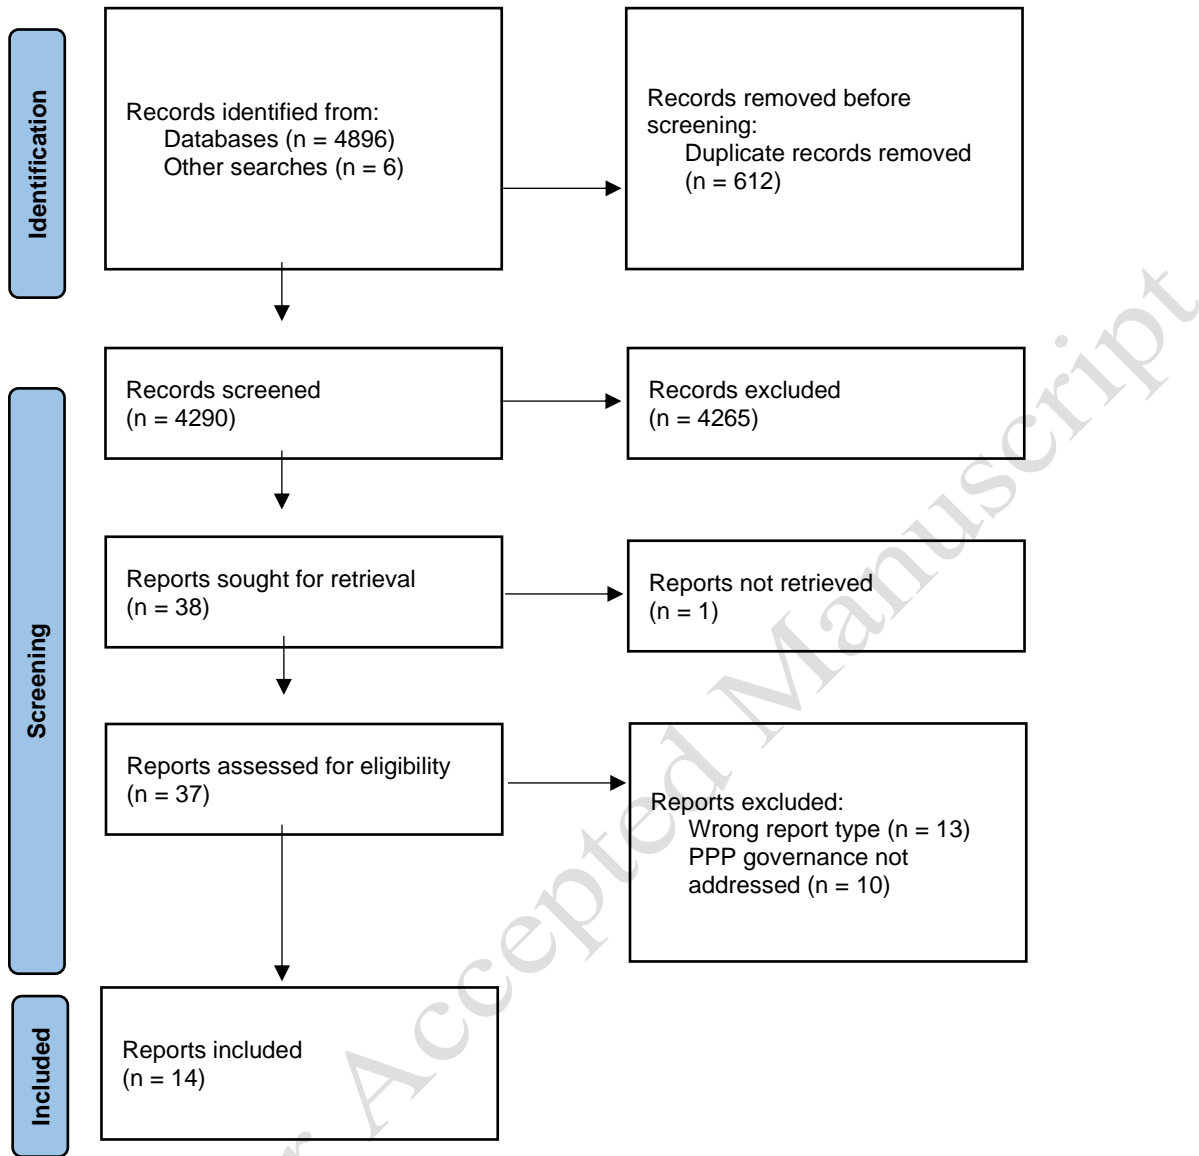 Identification
Records identified from:
Databases (n = 4896)
Other searches (n = 6)
Records removed before
screening:
Duplicate records removed
(n = 612)
Screening
Records screened
(n = 4290)
Records excluded
(n = 4265)
Reports sought for retrieval
(n = 38)
Reports not retrieved
(n = 1)
Reports assessed for eligibility
(n = 37)
Reports excluded:
Wrong report type (n = 13)
PPP governance not
addressed (n = 10)
Included
Reports included
(n = 14)
Accepted Manuscript